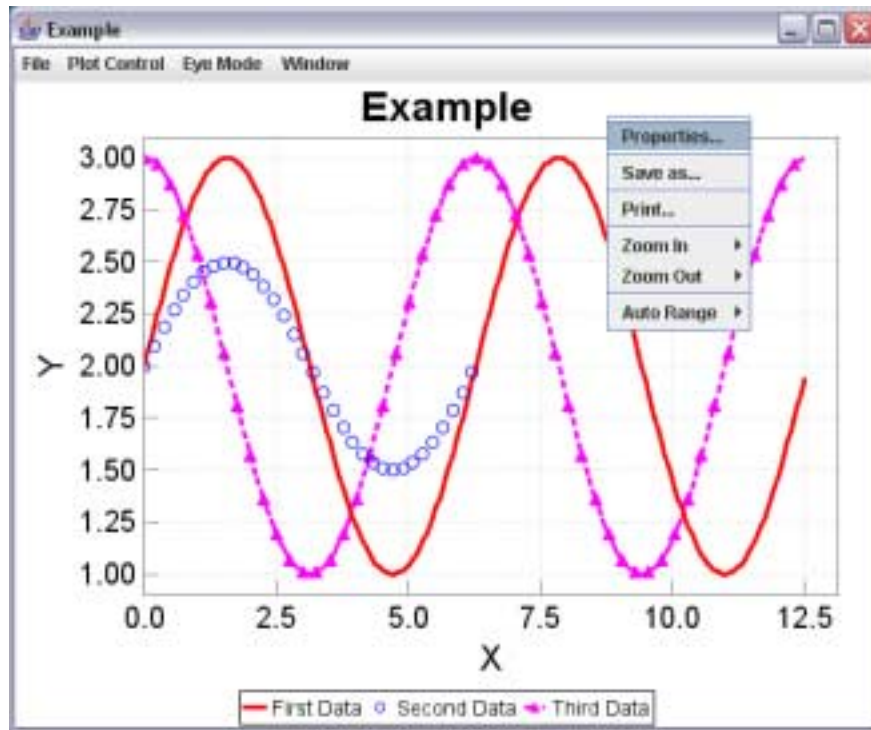 Example
File Plot Control Eye Mode Window
Example
Properties...
Save as...
Print...
Zoom In
Zoom Out
Auto Range
3.00
2.75
2.50
2.25
2.00
1.75
1.50
1.25
1.00
Y
0.0 2.5 5.0 7.5 10.0 12.5
X
First Data Second Data Third Data